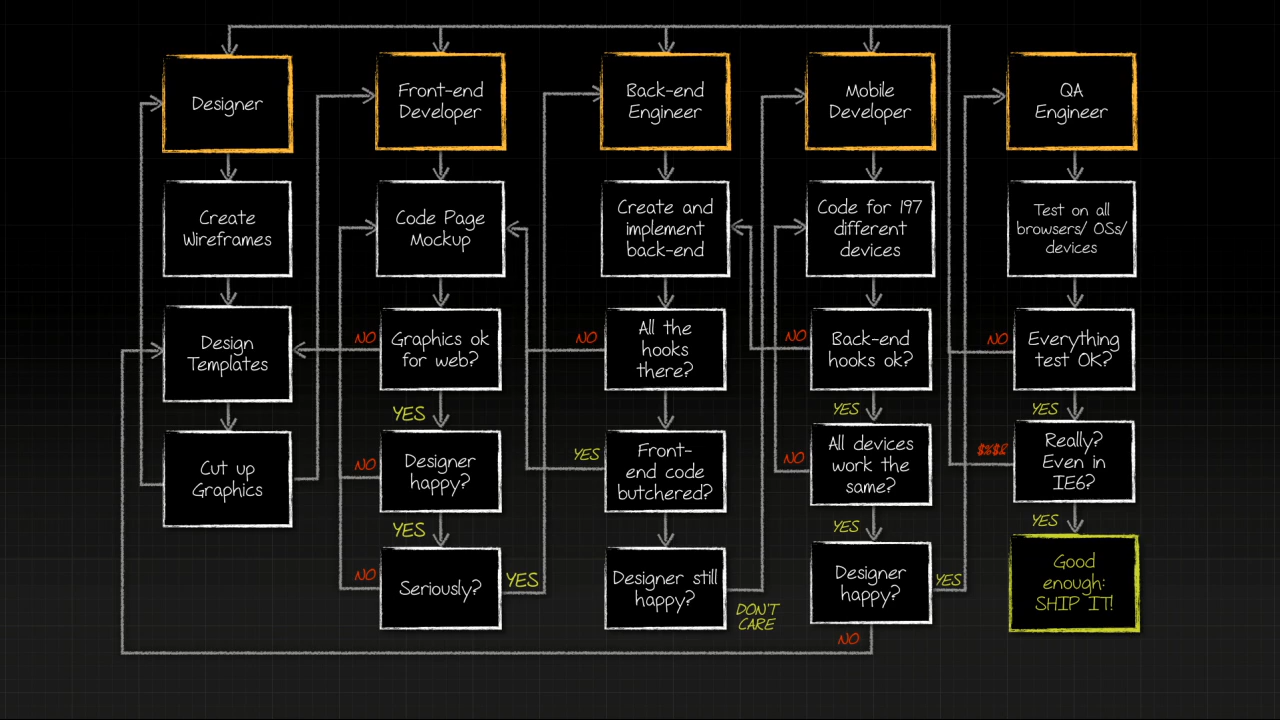 Designer
Create
Wireframes
Design
Templates
Cut up
Graphics
Front-end
Developer
Code Page
Mockup
NO
Graphics ok
for web?
YES
NO
Designer
happy?
YES
NO
Seriously?
YES
Back-end
Engineer
Create and
implement
back-end
NO
All the
hooks
there?
YES
Front-
end code
butchered?
Designer still
happy?
DON'T
CARE
Mobile
Developer
Code for 197
different
devices
NO
Back-end
hooks ok?
YES
NO
All devices
work the
same?
YES
Designer
happy?
YES
NO
QA
Engineer
Test on all
browsers/ OSs/
devices
NO
Everything
test OK?
YES
Really?
Even in
IE6?
YES
Good
enough:
SHIP IT!